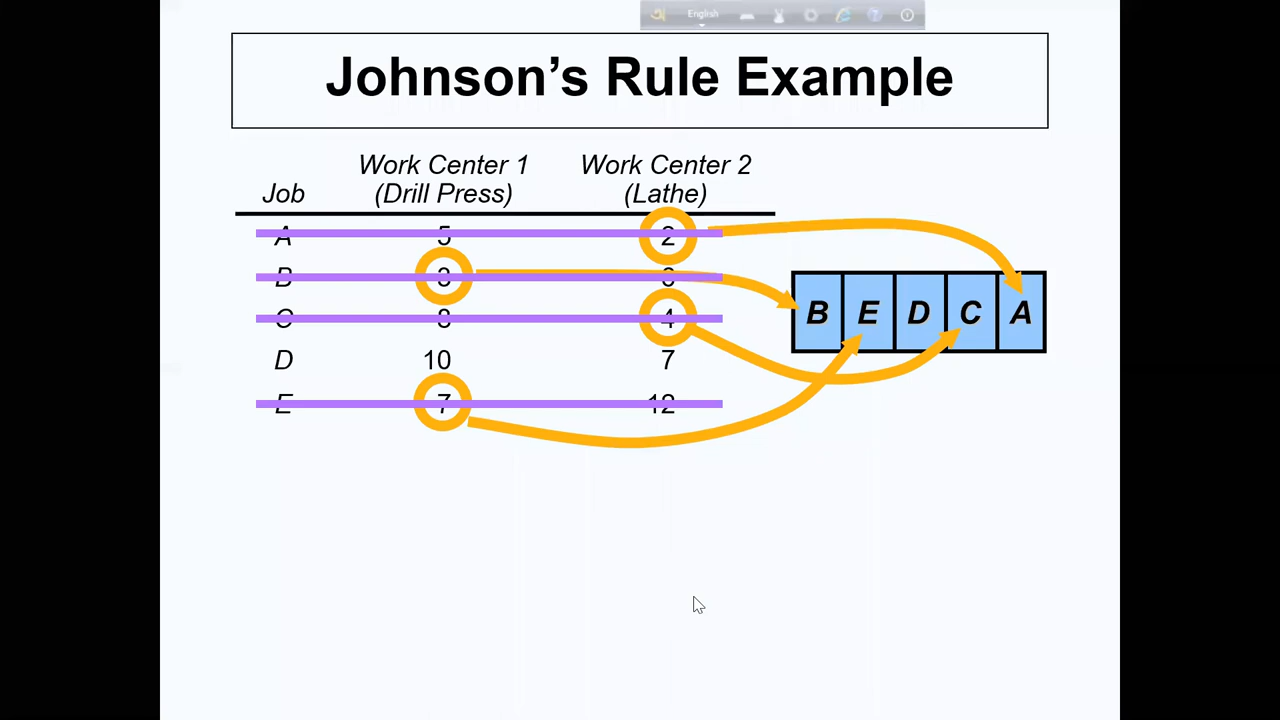 English
Johnson's Rule Example
Work Center 1 Work Center 2
Job (Drill Press) (Lathe)
A 5 2
B 3 6
C 8 4
D 10 7
E 7 12
B E D C A